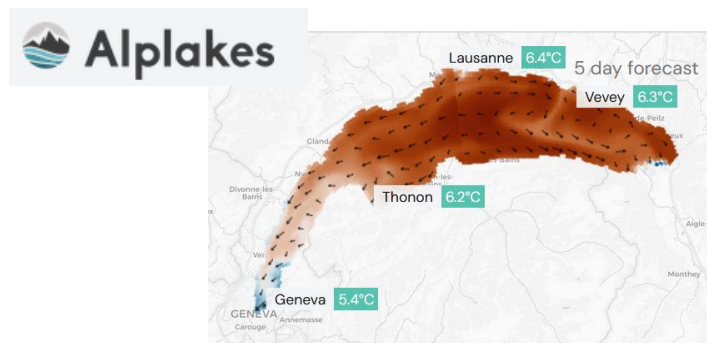 Alplakes
Lausanne 6.4°C
5 day forecast
Vevey 6.3°C
Gland
Divonne-les-
Bains
Thonon 6.2°C
Aigle
Monthey
Geneva 5.4°C
GENEVA
Annemasse
Carouge